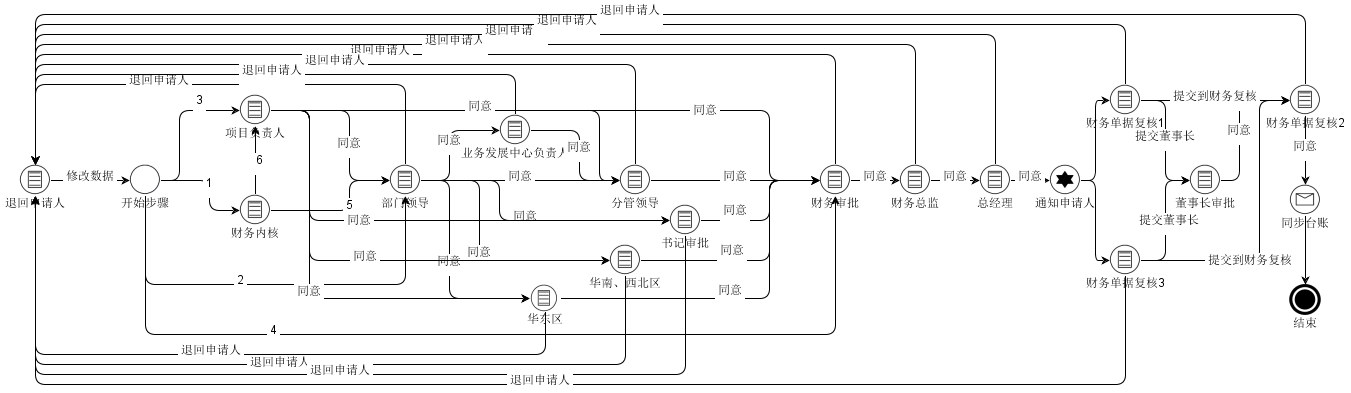 退回申请人
退回申请人
退回申请
退回申请人
退回申请人
退回申请人
退回申请人
退回申请人
3
同意
同意
提交到财务复核
项目负责人
同意
同意
同意
业务发展中心负责人
财务单据复核1
提交董事长
同意
财务单据复核2
同意
6
修改数据
1
同意
同意
同意
同意
同意
退回申请人
开始步骤
5
部门领导
分管领导
财务审批
财务总监
总经理
通知申请人
董事长审批
财务内核
同意
同意
同意
提交董事长
同步台账
书记审批
同意
同意
同意
同意
提交到财务复核
2
同意
华南、西北区
财务单据复核3
同意
华东区
结束
4
退回申请人
退回申请人
退回申请人
退回申请人